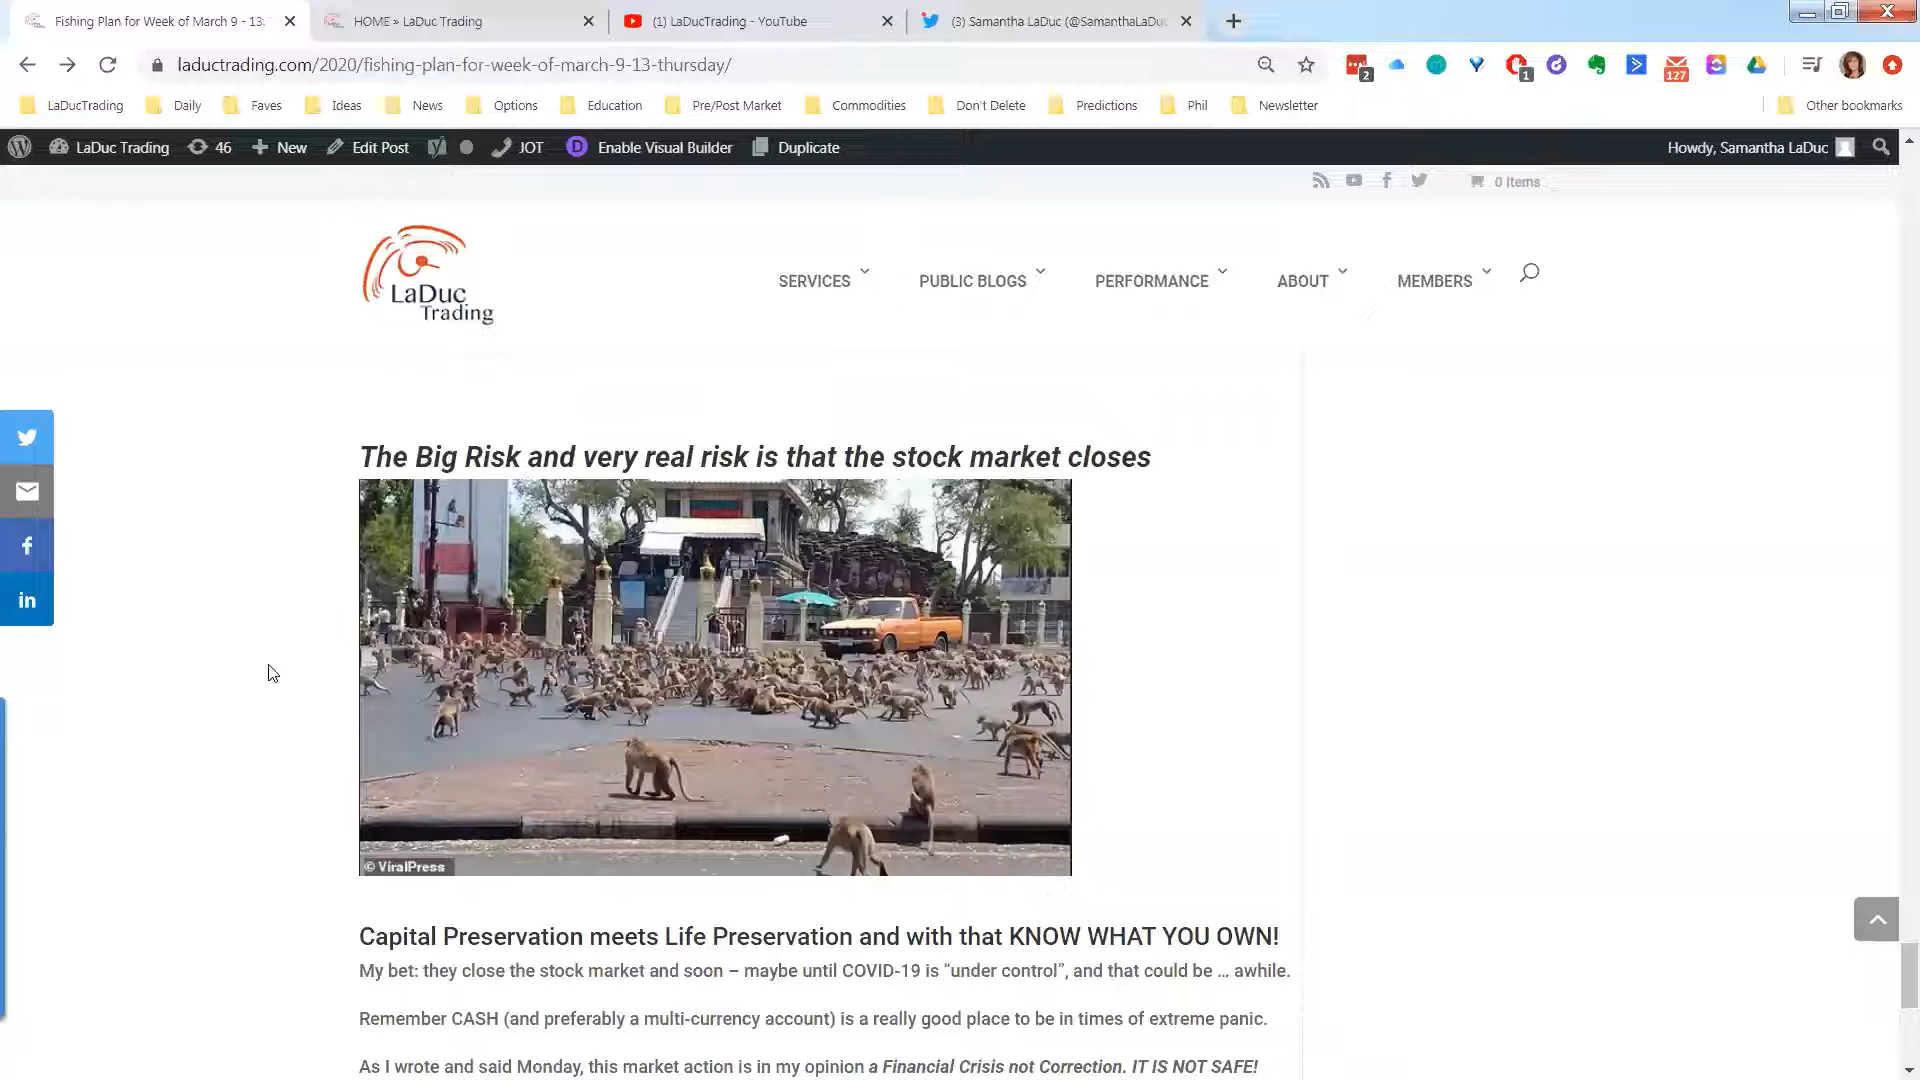 Fishing Plan for Week of March 9 - 13:
HOME » LaDuc Trading
(1) LaDucTrading - YouTube
(3) Samantha LaDuc (@SamanthaLaDuc
laductrading.com/2020/fishing-plan-for-week-of-march-9-13-thursday/
2
1
127
LaDucTrading
Daily
Faves
Ideas
News
Options
Education
Pre/Post Market
Commodities
Don't Delete
Predictions
Phil
Newsletter
Other bookmarks
LaDuc Trading
46
New
Edit Post
JOT
D
Enable Visual Builder
Duplicate
Howdy, Samantha LaDuc
0 Items
LaDuc
Trading
SERVICES
PUBLIC BLOGS
PERFORMANCE
ABOUT
MEMBERS
The Big Risk and very real risk is that the stock market closes
© ViralPress
Capital Preservation meets Life Preservation and with that KNOW WHAT YOU OWN!
My bet: they close the stock market and soon – maybe until COVID-19 is “under control”, and that could be … awhile.
Remember CASH (and preferably a multi-currency account) is a really good place to be in times of extreme panic.
As I wrote and said Monday, this market action is in my opinion a Financial Crisis not Correction. IT IS NOT SAFE!